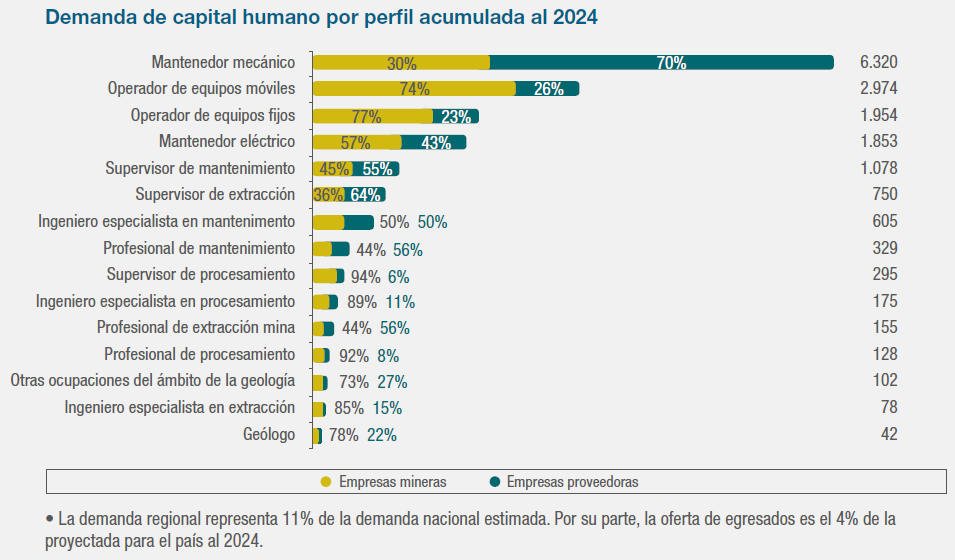 Demanda de capital humano por perfil acumulada al 2024
Mantenedor mecánico 30% 70% 6.320
Operador de equipos móviles 74% 26% 2.974
Operador de equipos fijos 77% 23% 1.954
Mantenedor eléctrico 57% 43% 1.853
Supervisor de mantenimiento 45% 55% 1.078
Supervisor de extracción 36% 64% 750
Ingeniero especialista en mantenimento 50% 50% 605
Profesional de mantenimiento 44% 56% 329
Supervisor de procesamiento 94% 6% 295
Ingeniero especialista en procesamiento 89% 11% 175
Profesional de extracción mina 44% 56% 155
Profesional de procesamiento 92% 8% 128
Otras ocupaciones del ámbito de la geología 73% 27% 102
Ingeniero especialista en extracción 85% 15% 78
Geólogo 78% 22% 42
Empresas mineras Empresas proveedoras
• La demanda regional representa 11% de la demanda nacional estimada. Por su parte, la oferta de egresados es el 4% de la
proyectada para el país al 2024.